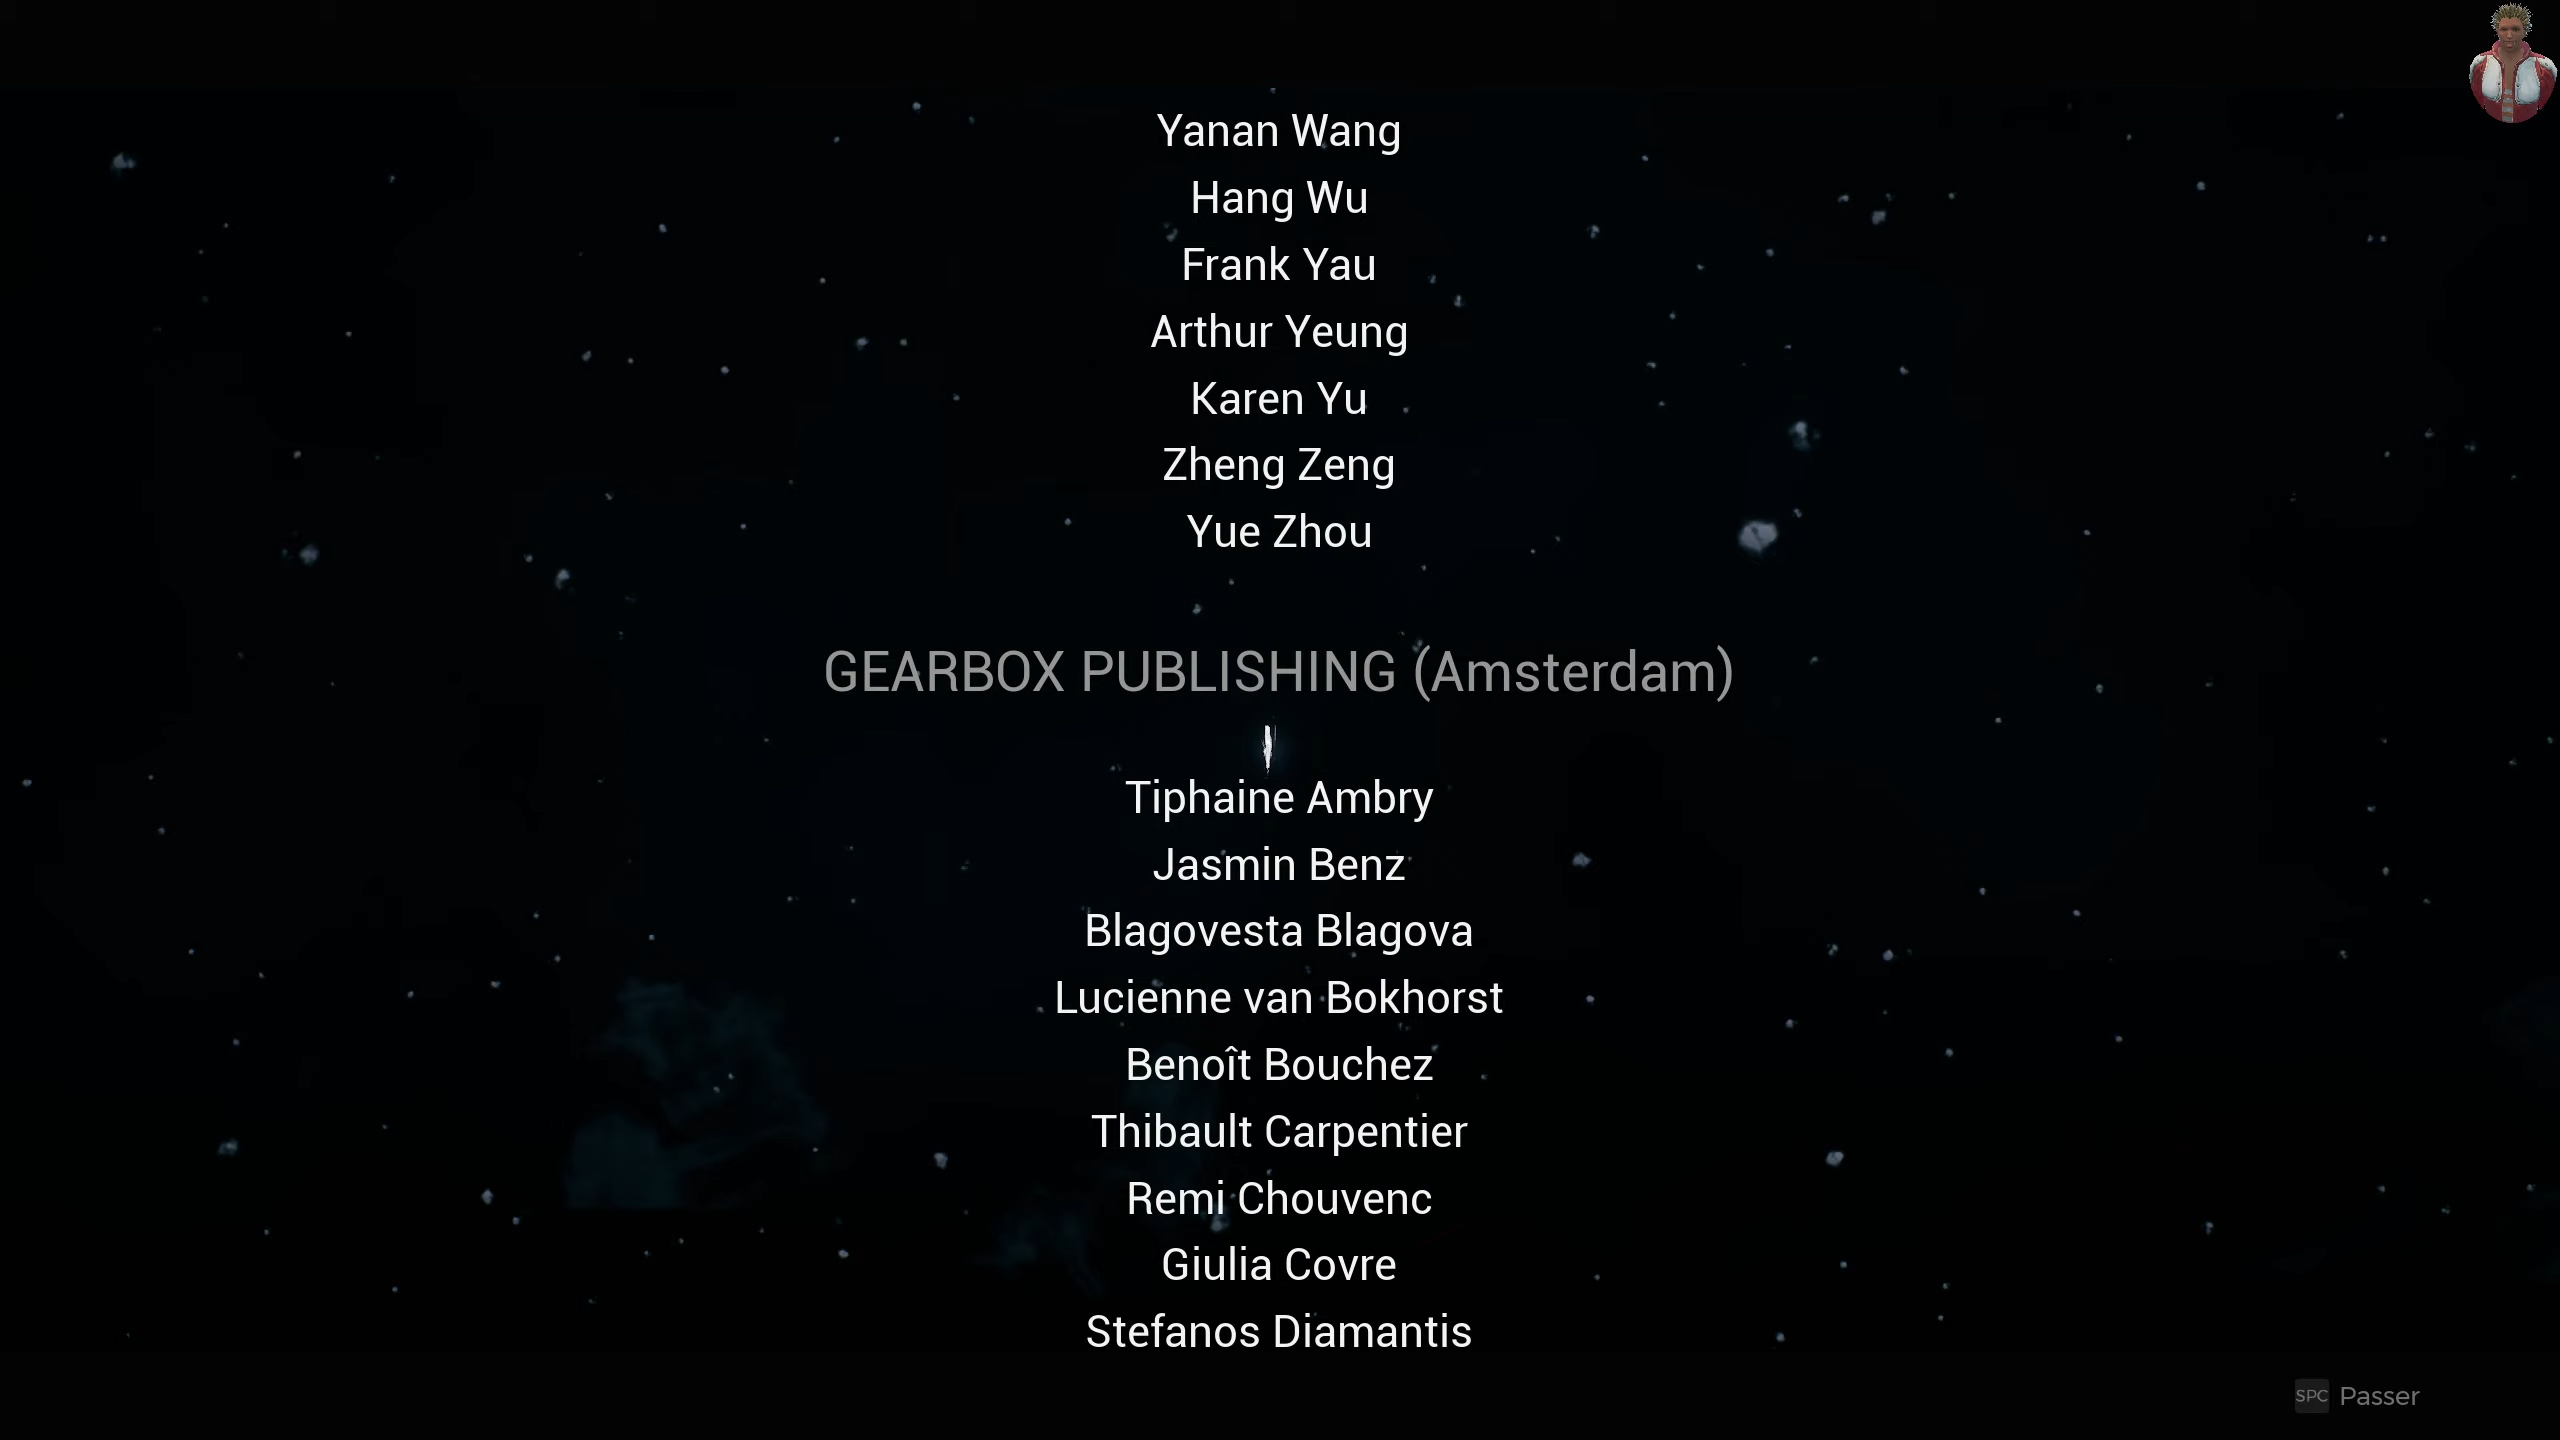 Yanan Wang
Hang Wu
Frank Yau
Arthur Yeung
Karen Yu
Zheng Zeng
Yue Zhou
GEARBOX PUBLISHING (Amsterdam)
Tiphaine Ambry
Jasmin Benz
Blagovesta Blagova
Lucienne van Bokhorst
Benoît Bouchez
Thibault Carpentier
Remi Chouvenc
Giulia Covre
Stefanos Diamantis
SPC Passer